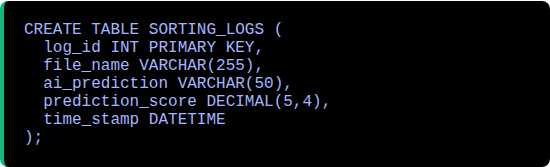 CREATE TABLE SORTING_LOGS (
  log_id INT PRIMARY KEY,
  file_name VARCHAR(255),
  ai_prediction VARCHAR(50),
  prediction_score DECIMAL(5,4),
  time_stamp DATETIME
);